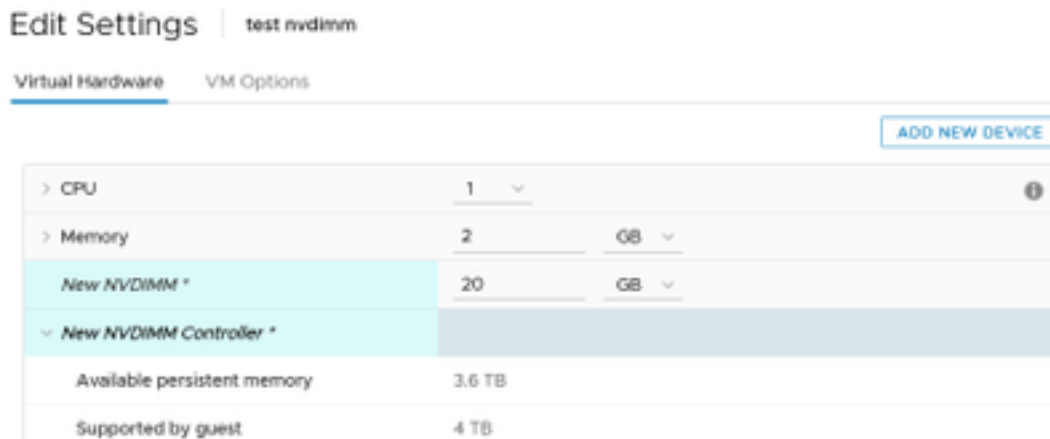 Edit Settings test nvdimm
Virtual Hardware VM Options
ADD NEW DEVICE
CPU 1
Memory 2 GB
New NVDIMM * 20 GB
New NVDIMM Controller *
Available persistent memory 3.6 TB
Supported by guest 4 TB